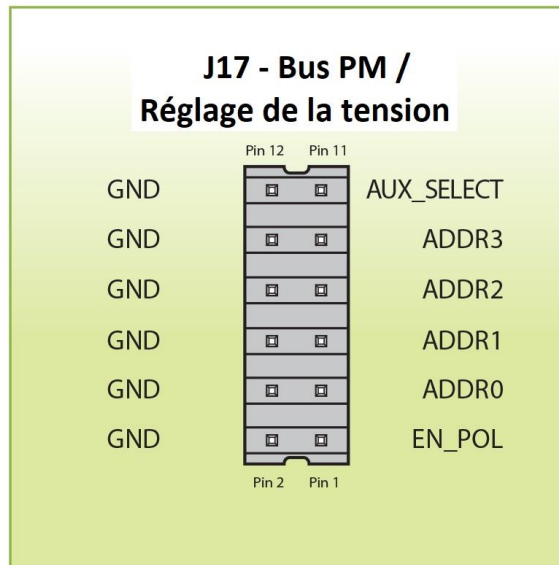 J17 - Bus PM /
Réglage de la tension
Pin 12 Pin 11
GND AUX_SELECT
GND ADDR3
GND ADDR2
GND ADDR1
GND ADDR0
GND EN_POL
Pin 2 Pin 1